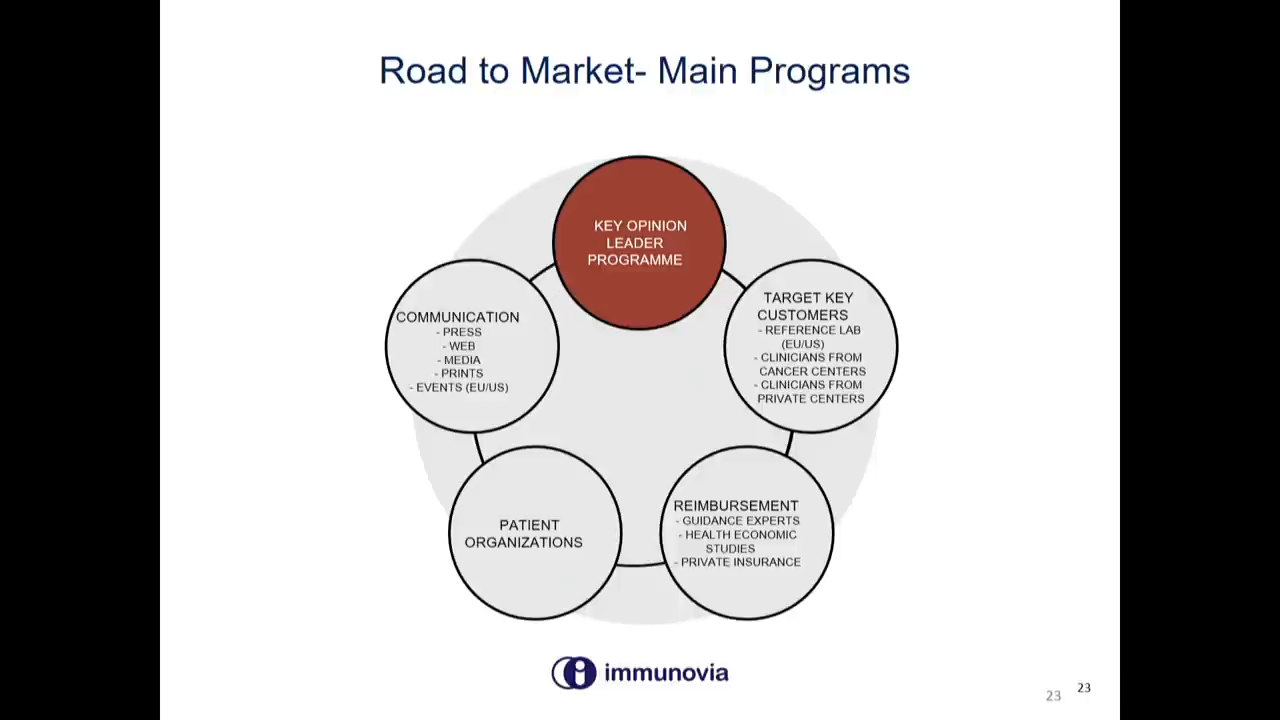 Road to Market- Main Programs
KEY OPINION
LEADER
PROGRAMME
COMMUNICATION
- PRESS
- WEB
- MEDIA
- PRINTS
- EVENTS (EU/US)
TARGET KEY
CUSTOMERS
- REFERENCE LAB
(EU/US)
- CLINICIANS FROM
CANCER CENTERS
- CLINICIANS FROM
PRIVATE CENTERS
PATIENT
ORGANIZATIONS
REIMBURSEMENT
- GUIDANCE EXPERTS
- HEALTH ECONOMIC
STUDIES
- PRIVATE INSURANCE
immunovia
23
23